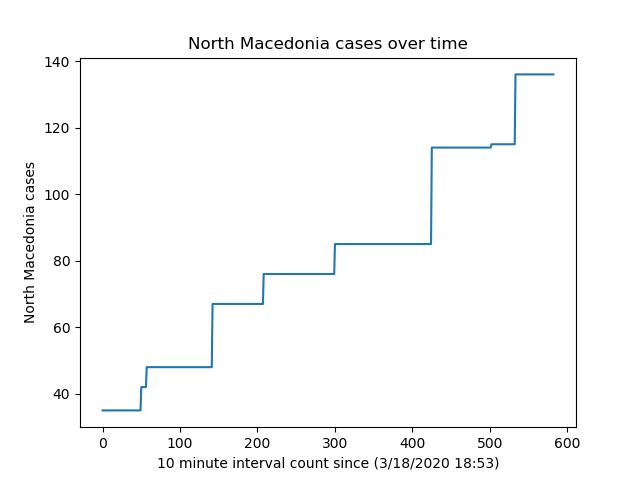 North Macedonia cases over time
140
120
100
80
60
40
North Macedonia cases
0 100 200 300 400 500 600
10 minute interval count since (3/18/2020 18:53)